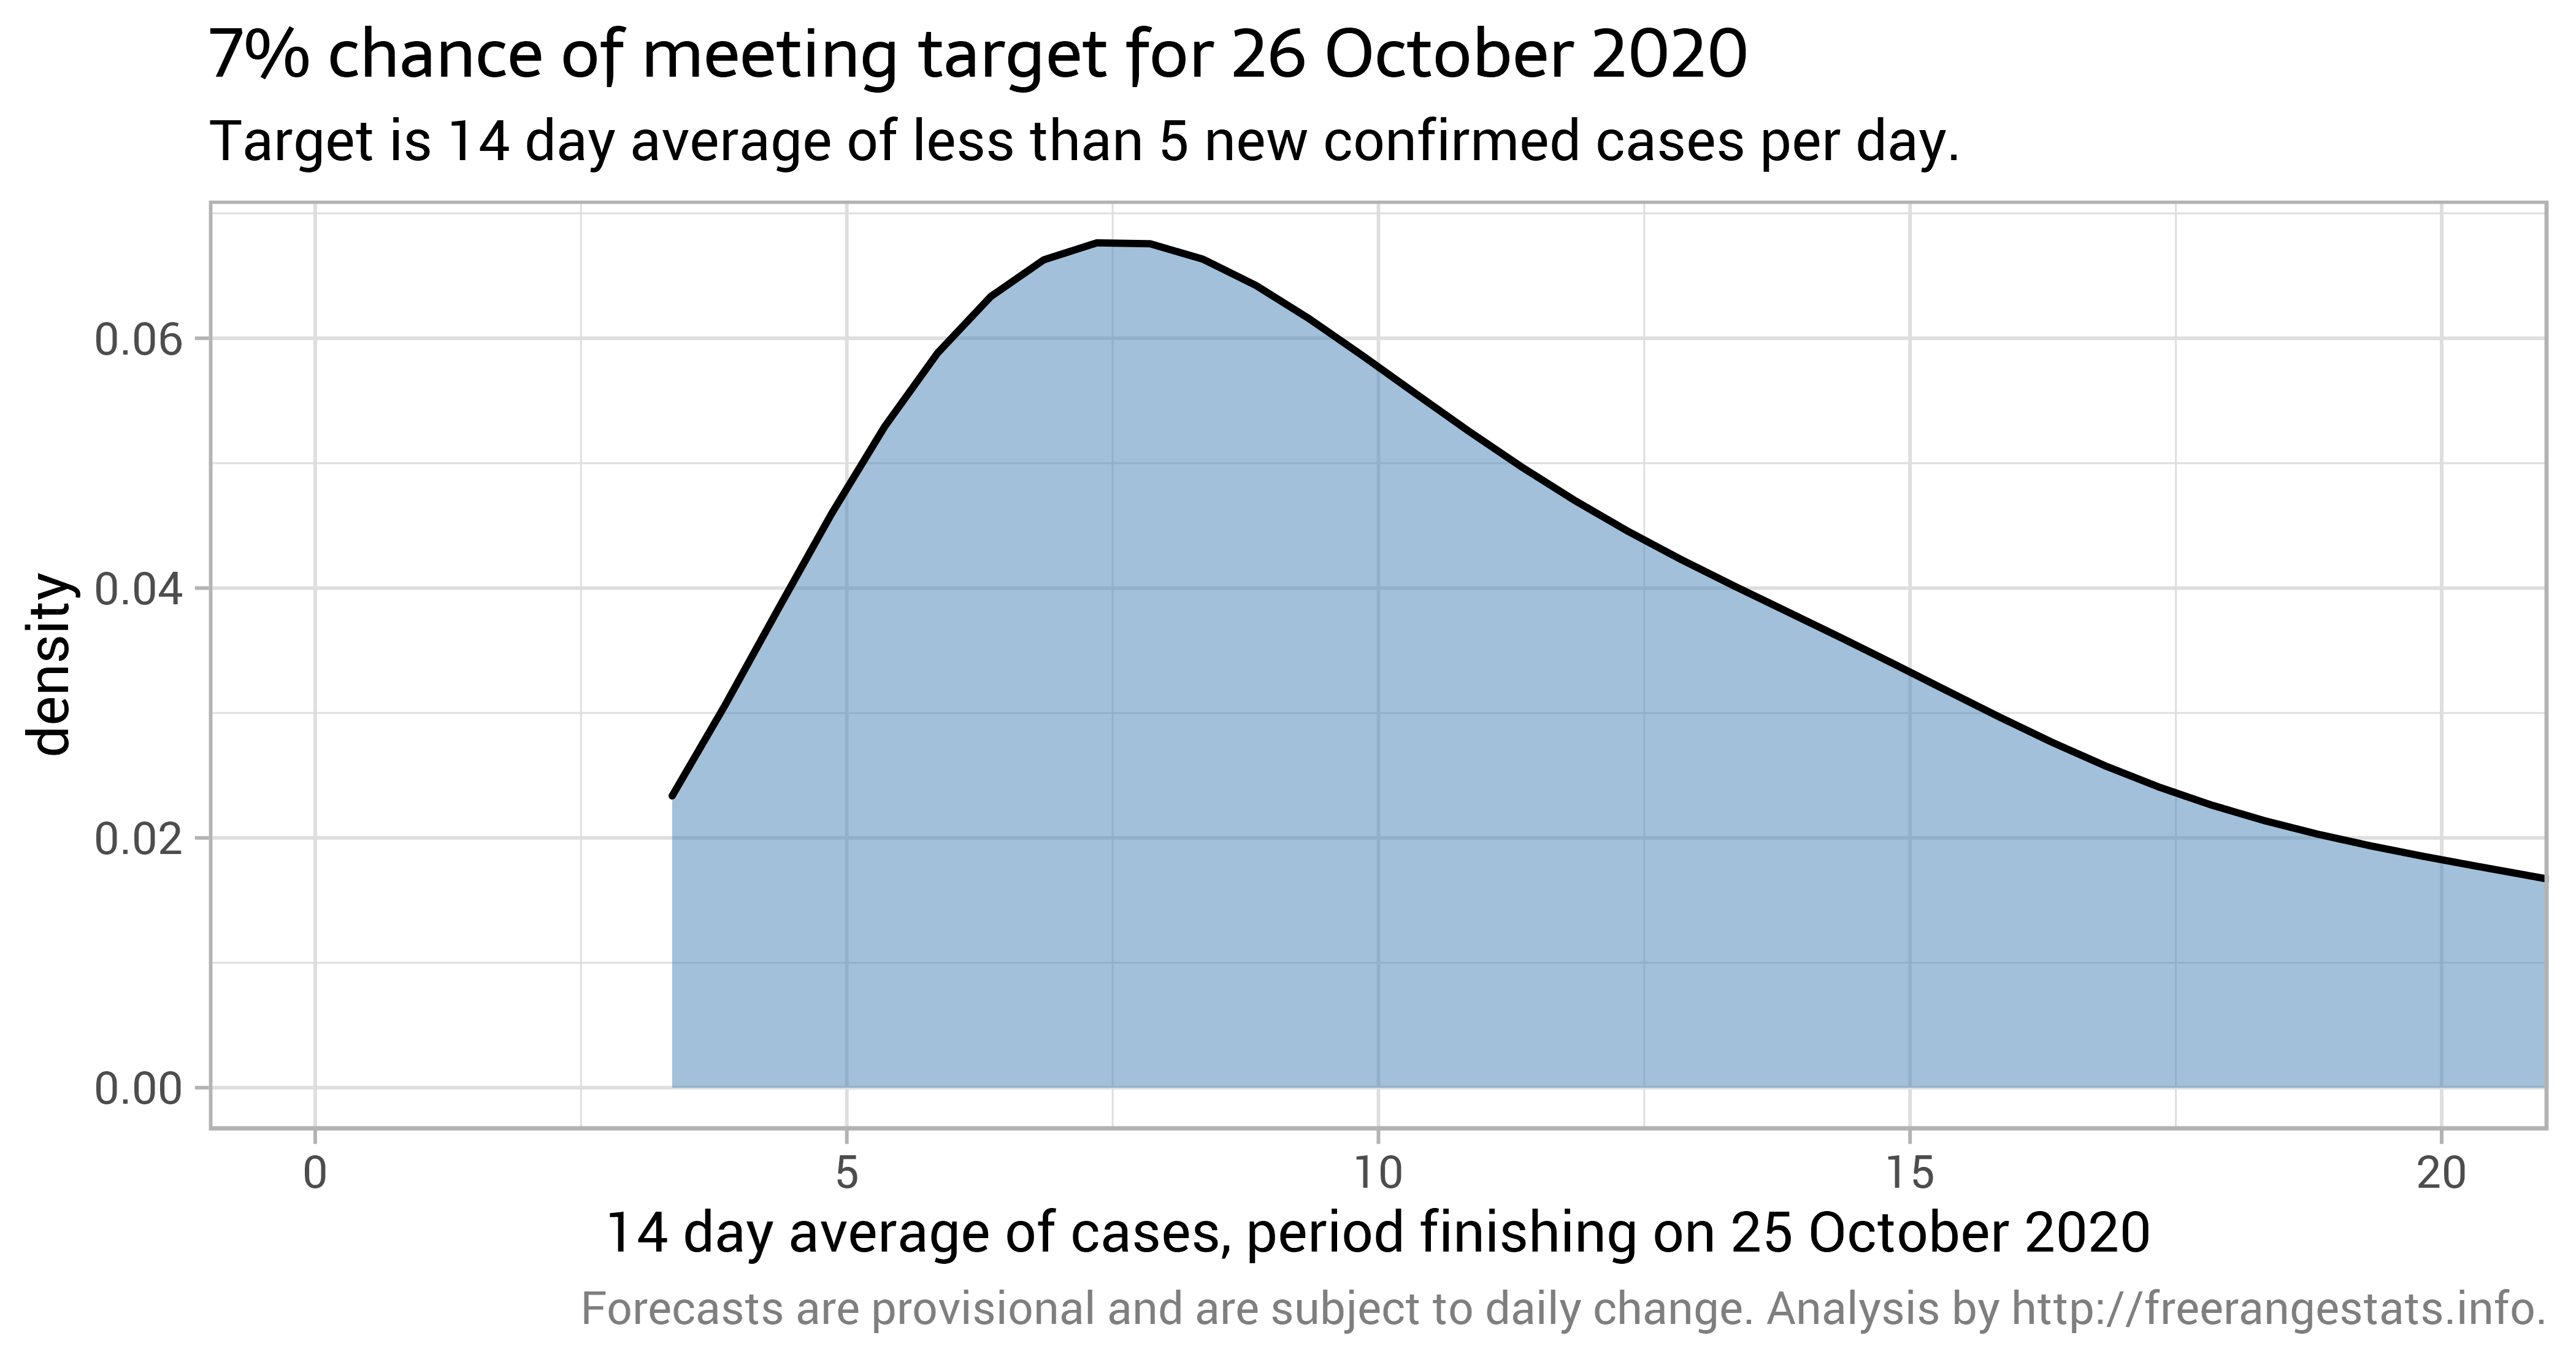 7% chance of meeting target for 26 October 2020
Target is 14 day average of less than 5 new confirmed cases per day.
density
0.06
0.04
0.02
0.00
0 5 10 15 20
14 day average of cases, period finishing on 25 October 2020
Forecasts are provisional and are subject to daily change. Analysis by http://freerangestats.info.